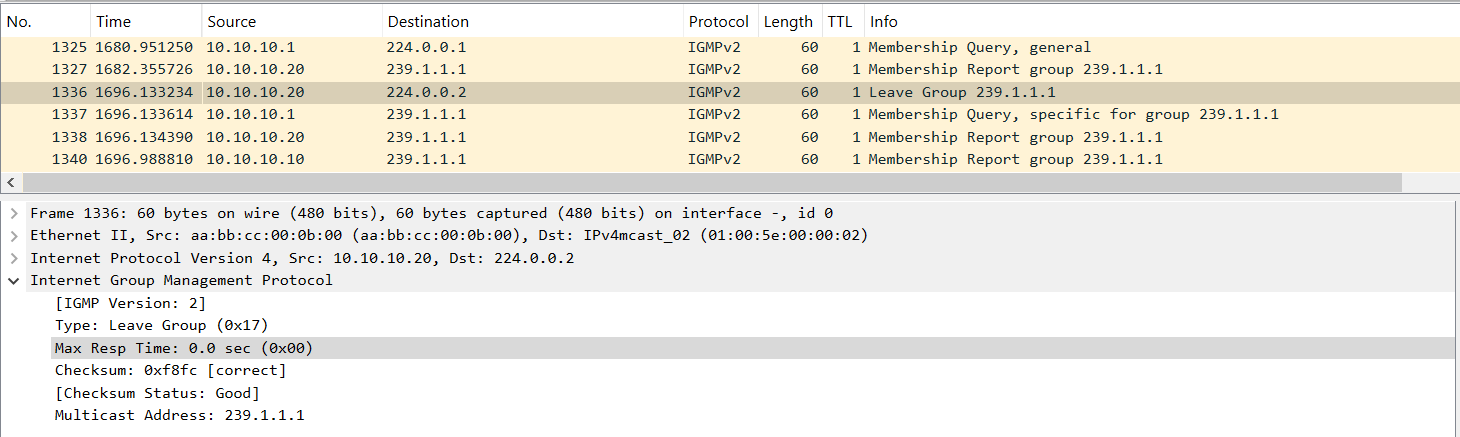 No. Time Source Destination Protocol Length TTL Info
1325 1680.951250 10.10.10.1 224.0.0.1 IGMPv2 60 1 Membership Query, general
1327 1682.355726 10.10.10.20 239.1.1.1 IGMPv2 60 1 Membership Report group 239.1.1.1
1336 1696.133234 10.10.10.20 224.0.0.2 IGMPv2 60 1 Leave Group 239.1.1.1
1337 1696.133614 10.10.10.1 239.1.1.1 IGMPv2 60 1 Membership Query, specific for group 239.1.1.1
1338 1696.134390 10.10.10.20 239.1.1.1 IGMPv2 60 1 Membership Report group 239.1.1.1
1340 1696.988810 10.10.10.10 239.1.1.1 IGMPv2 60 1 Membership Report group 239.1.1.1
Frame 1336: 60 bytes on wire (480 bits), 60 bytes captured (480 bits) on interface -, id 0
Ethernet II, Src: aa:bb:cc:00:0b:00 (aa:bb:cc:00:0b:00), Dst: IPv4mcast_02 (01:00:5e:00:00:02)
Internet Protocol Version 4, Src: 10.10.10.20, Dst: 224.0.0.2
Internet Group Management Protocol
[IGMP Version: 2]
Type: Leave Group (0x17)
Max Resp Time: 0.0 sec (0x00)
Checksum: 0xf8fc [correct]
[Checksum Status: Good]
Multicast Address: 239.1.1.1